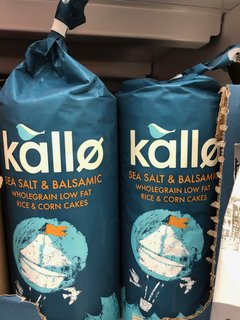 kallø
SEA SALT & BALSAMIC
WHOLEGRAIN LOW FAT
RICE & CORN CAKES
kallø
SEA SALT & BALSAMIC
WHOLEGRAIN LOW FAT
RICE & CORN CAKES